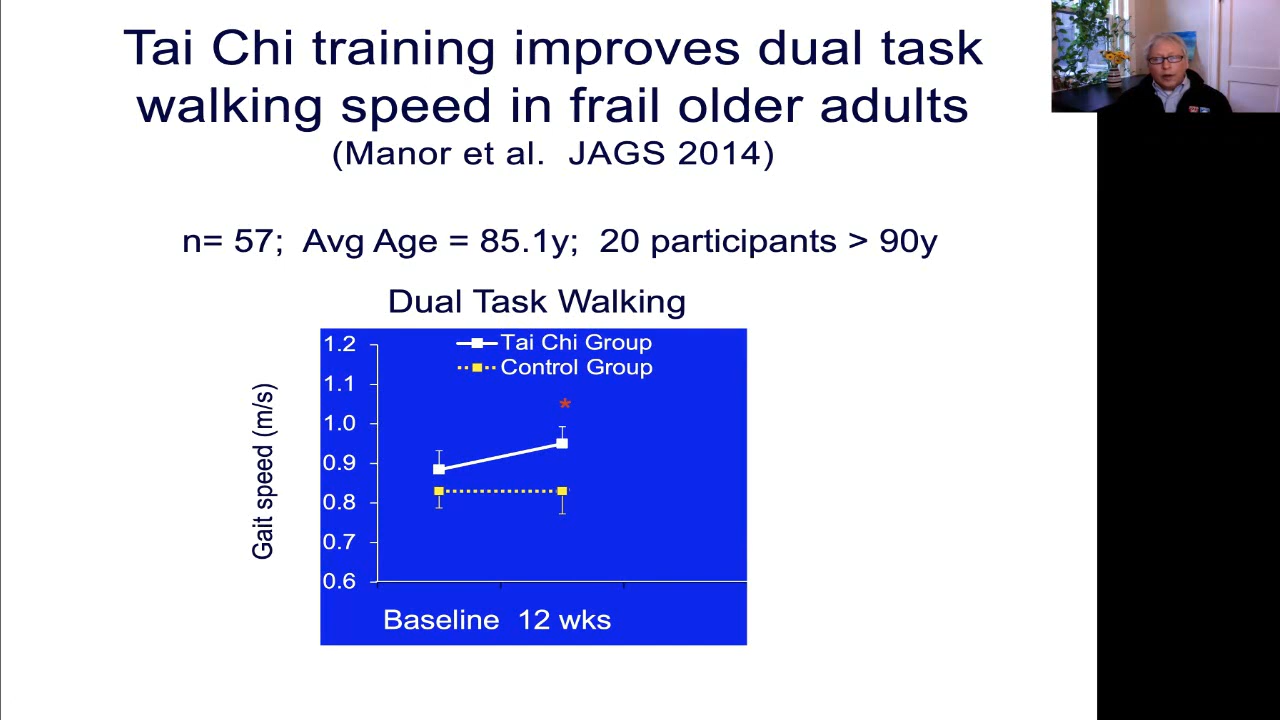 Tai Chi training improves dual task
walking speed in frail older adults
(Manor et al. JAGS 2014)
n= 57; Avg Age = 85.1y; 20 participants > 90y
Dual Task Walking
Tai Chi Group
Control Group
*
1.2
1.1
1.0
0.9
0.8
0.7
0.6
Gait speed (m/s)
Baseline 12 wks